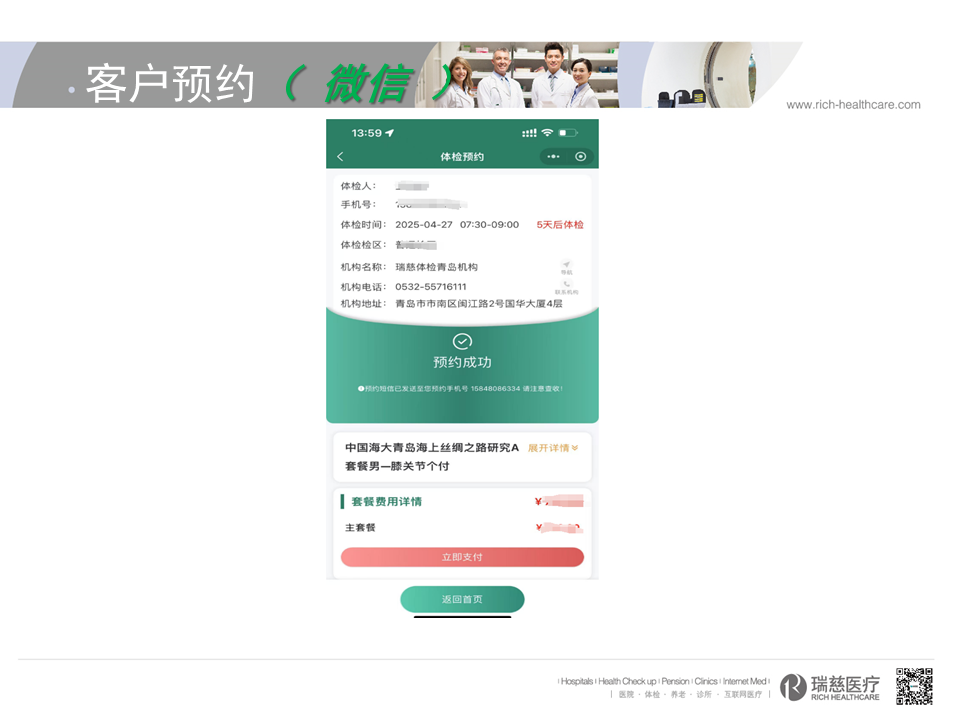 · 客户预约（ 微信 ）
www.rich-healthcare.com
13:59
体检预约
体检人：
手机号：
体检时间： 2025-04-27 07:30-09:00 5天后体检
体检检区：
机构名称： 瑞慈体检青岛机构
导航
机构电话： 0532-55716111
联系机构
机构地址： 青岛市市南区闽江路2号国华大厦4层
预约成功
预约短信已发送至您预约手机号 15848086334 请注意查收！
中国海大青岛海上丝绸之路研究A 展开详情
套餐男—膝关节个付
套餐费用详情 ¥
主套餐 ¥
立即支付
返回首页
| Hospitals | Health Check up | Pension | Clinics | Internet Med |
| 医院 · 体检 · 养老 · 诊所 · 互联网医疗 |
瑞慈医疗
RICH HEALTHCARE